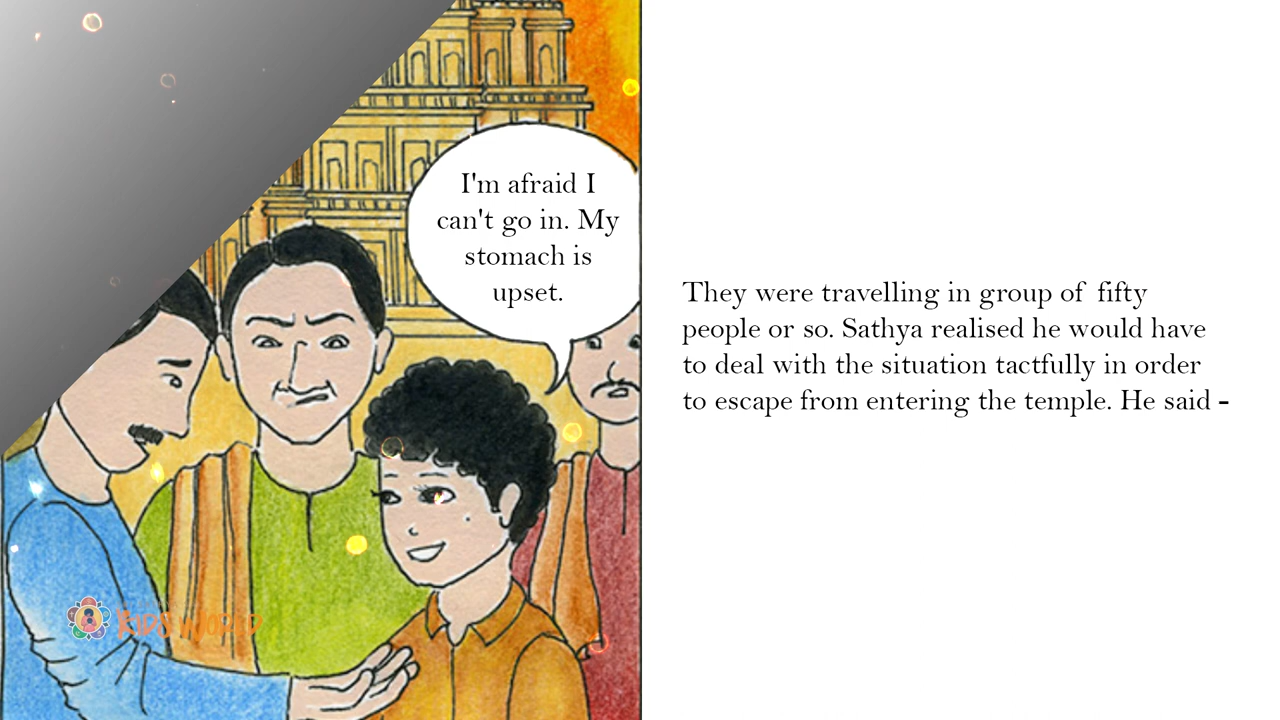 I'm afraid I
can't go in. My
stomach is
upset.
They were travelling in group of fifty
people or so. Sathya realised he would have
to deal with the situation tactfully in order
to escape from entering the temple. He said -
KIDS WORLD